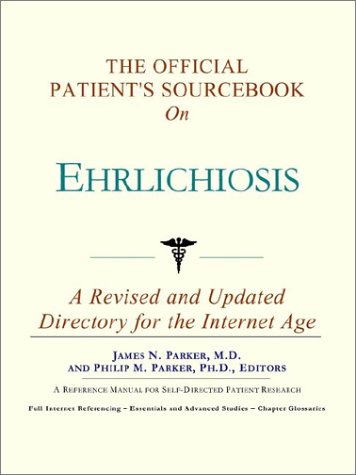 THE OFFICIAL
PATIENT'S SOURCEBOOK
On
EHRLICHIOSIS
A Revised and Updated
Directory for the Internet Age
JAMES N. PARKER, M.D.
AND PHILIP M. PARKER, PH.D., EDITORS
A REFERENCE MANUAL FOR SELF-DIRECTED PATIENT RESEARCH
Full Internet Referencing – Essentials and Advanced Studies – Chapter Glossaries